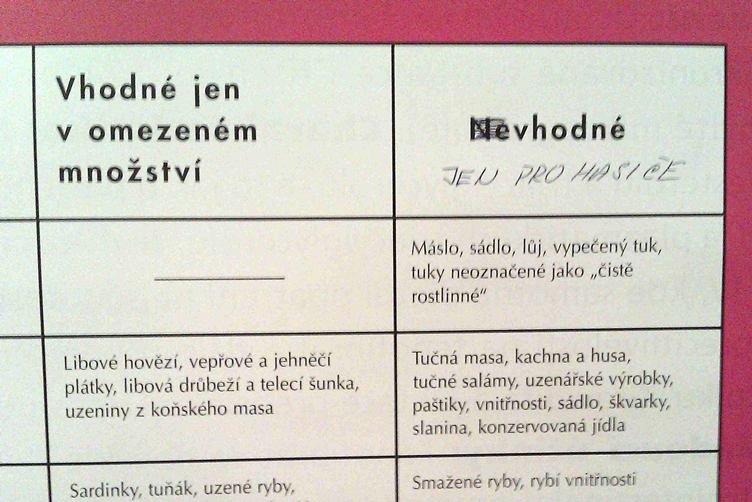 Vhodné jen
v omezeném
množství
Nevhodné
JEN PRO HASIČE
Máslo, sádlo, lůj, vypečený tuk,
tuky neoznačené jako „čistě
rostlinné“
Libové hovězí, vepřové a jehněčí
plátky, libová drůbeží a telecí šunka,
uzeniny z koňského masa
Tučná masa, kachna a husa,
tučné salámy, uzenářské výrobky,
paštiky, vnitřnosti, sádlo, škvarky,
slanina, konzervovaná jídla
Sardinky, tuňák, uzené ryby,
Smažené ryby, rybí vnitřnosti